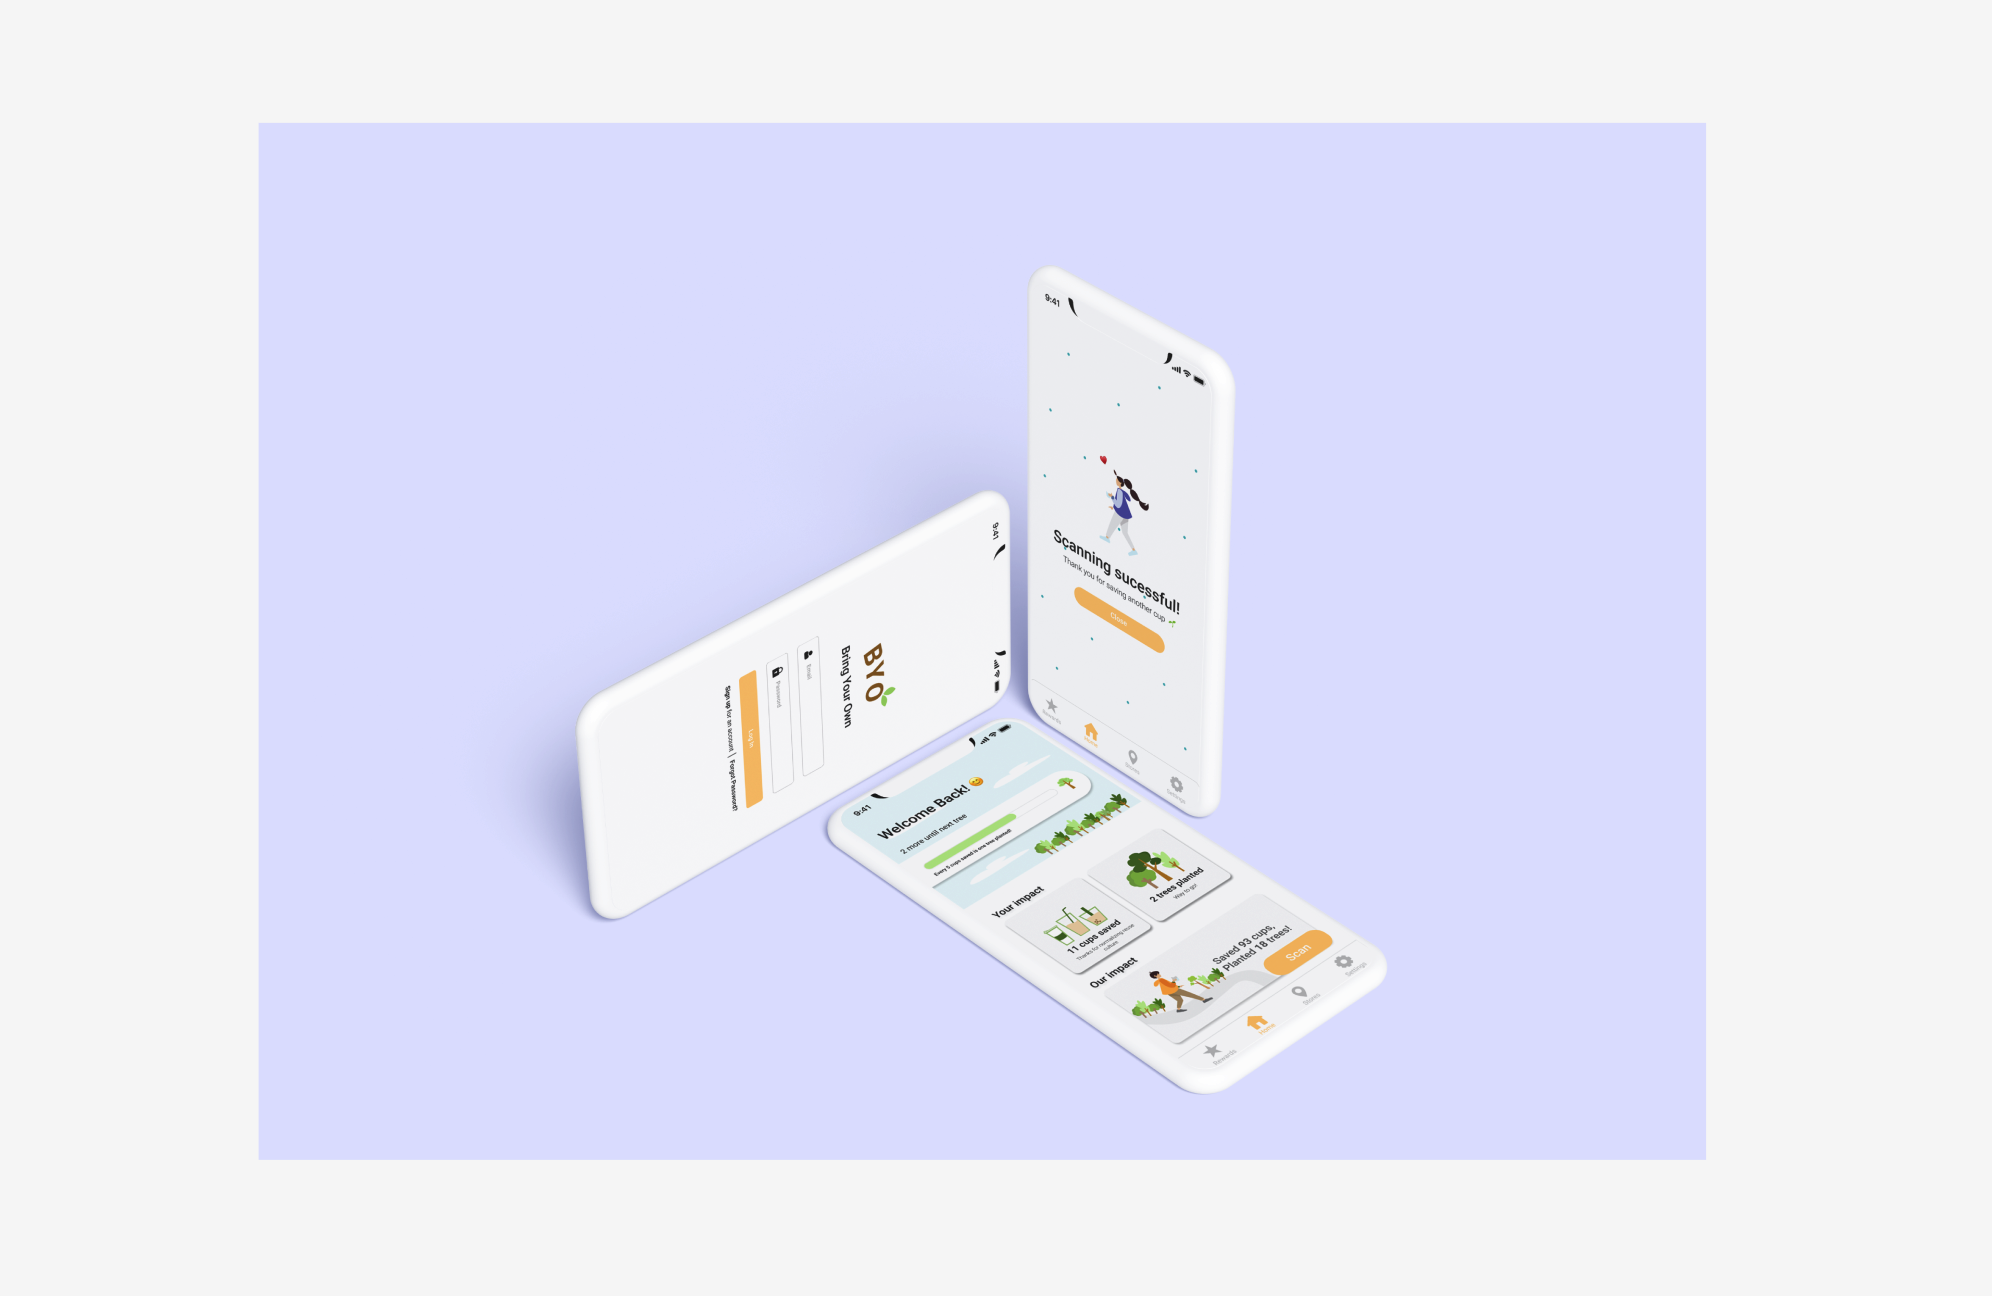 9:41
Scanning sucessful!
Thank you for saving another cup 🌱
Close
Rewards
Home
Stores
Settings
9:41
BYO
Bring Your Own
Email
Password
Log in
Sign up for an account | Forgot Password?
9:41
Welcome Back! 😊
2 more until next tree
Every 5 cups saved is one tree planted!
Your impact
11 cups saved
Thanks for normalizing reuse
culture
2 trees planted
Way to go!
Our impact
Saved 93 cups,
Planted 18 trees!
Scan
Rewards
Home
Stores
Settings